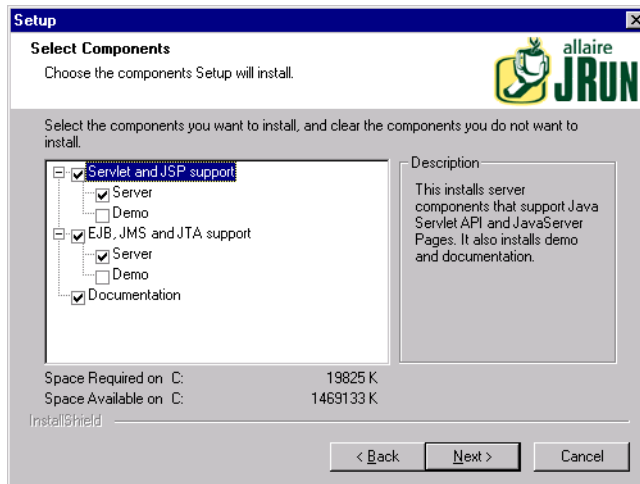 Setup
Select Components
Choose the components Setup will install.
allaire
JRUN
Select the components you want to install, and clear the components you do not want to
install.
Servlet and JSP support
Server
Demo
EJB, JMS and JTA support
Server
Demo
Documentation
Description
This installs server
components that support Java
Servlet API and JavaServer
Pages. It also installs demo
and documentation.
Space Required on C: 19825 K
Space Available on C: 1469133 K
InstallShield
< Back Next > Cancel